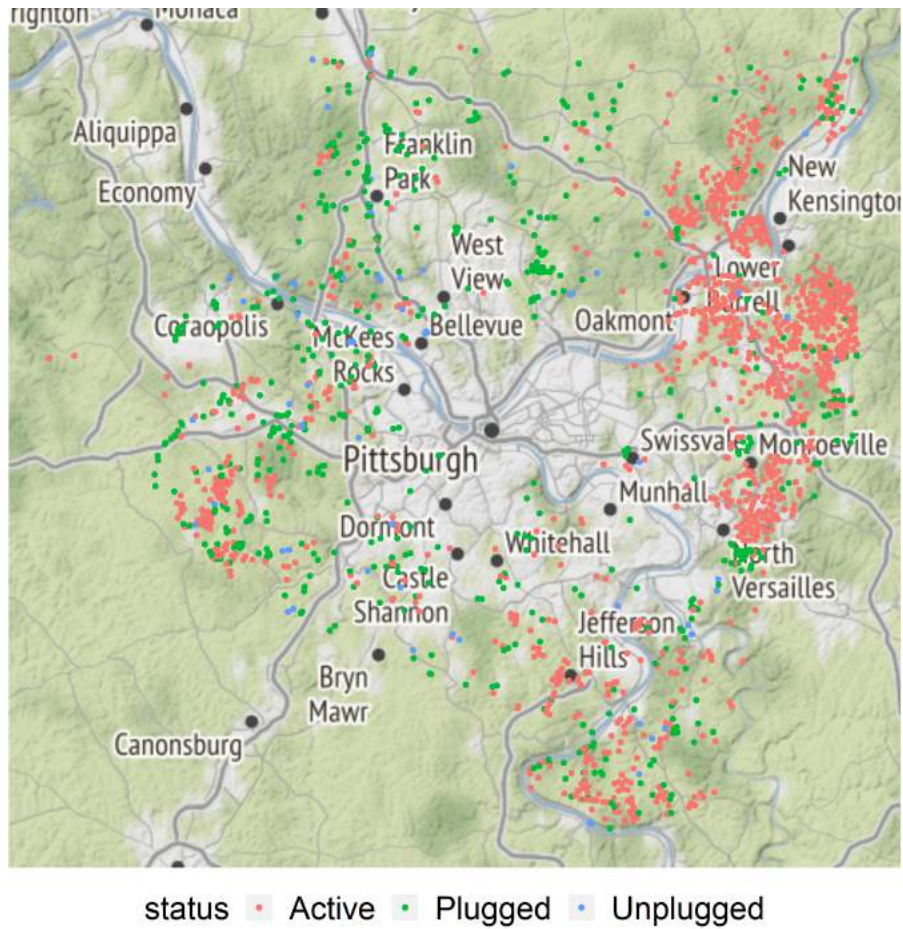 Monaca
Aliquippa
Franklin
Park
Economy
New
Kensington
West
View
Lower
Burrell
Coraopolis
McKees
Rocks
Bellevue
Oakmont
Pittsburgh
Swissvale
Monroeville
Munhall
Dormont
Whitehall
North
Versailles
Castle
Shannon
Jefferson
Hills
Bryn
Mawr
Canonsburg
status Active Plugged Unplugged